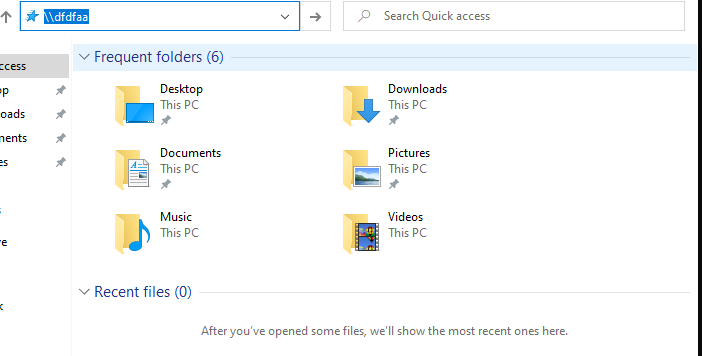 \\dfdfaa
Search Quick access
ccess
op
oads
ments
es
ve
k
Frequent folders (6)
Desktop
This PC
Downloads
This PC
Documents
This PC
Pictures
This PC
Music
This PC
Videos
This PC
Recent files (0)
After you've opened some files, we'll show the most recent ones here.